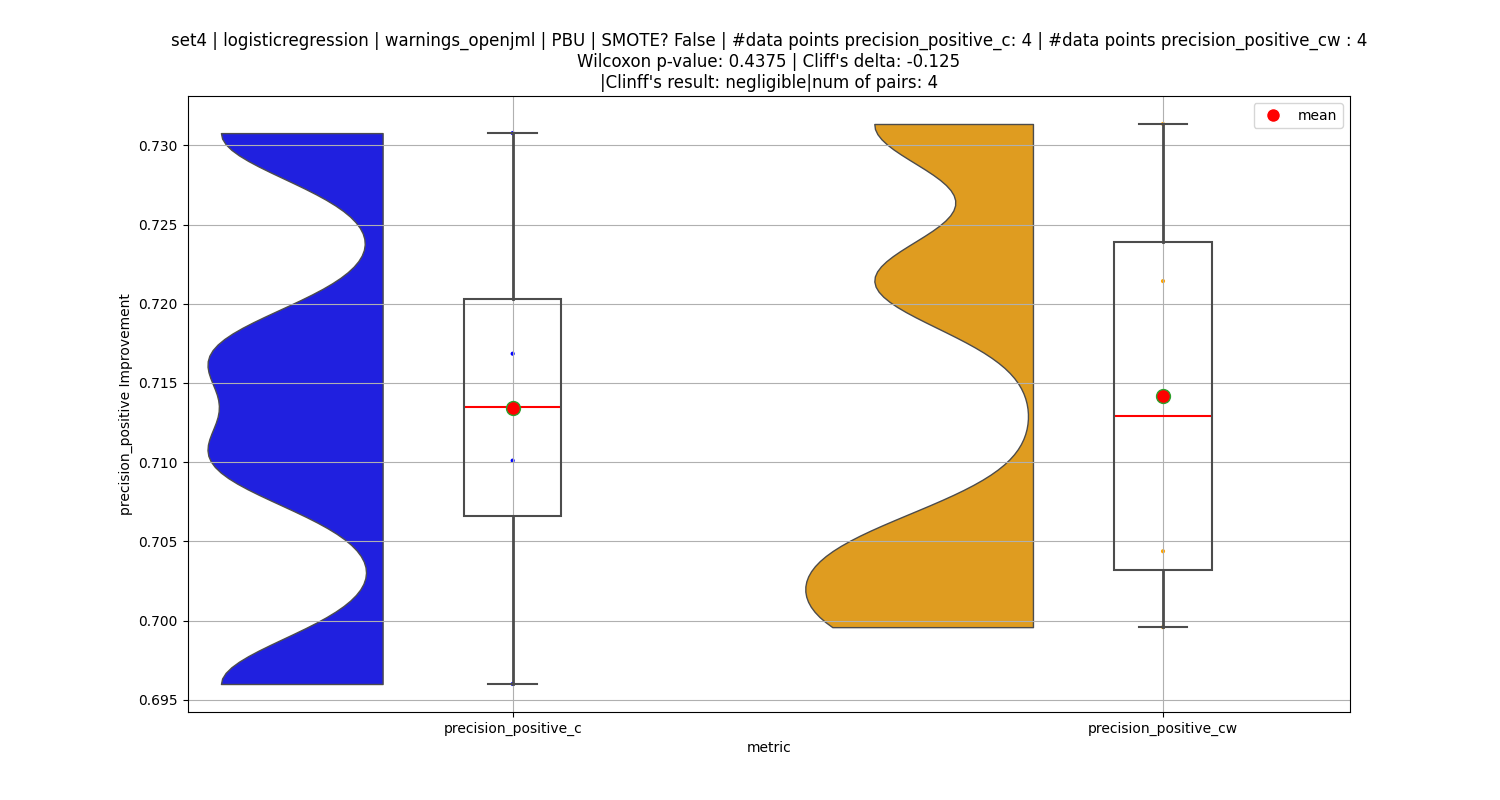 set4 | logisticregression | warnings_openjml | PBU | SMOTE? False | #data points precision_positive_c: 4 | #data points precision_positive_cw : 4
Wilcoxon p-value: 0.4375 | Cliff's delta: -0.125
|Clinff's result: negligible|num of pairs: 4
mean
0.730
0.725
0.720
0.715
0.710
0.705
0.700
0.695
precision_positive Improvement
precision_positive_c
precision_positive_cw
metric